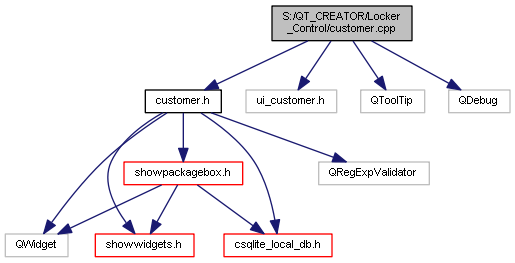 S:/QT_CREATOR/Locker
_Control/customer.cpp
customer.h
ui_customer.h
QToolTip
QDebug
showpackagebox.h
QRegExpValidator
QWidget
showwidgets.h
csqlite_local_db.h